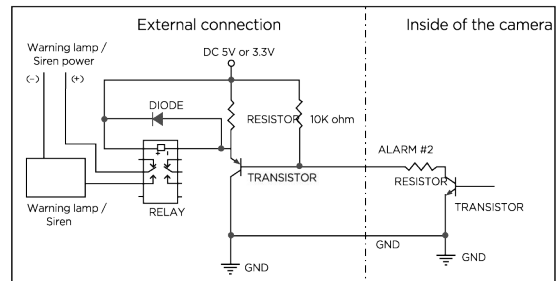 External connection
Inside of the camera
Warning lamp /
Siren power
(-)
(+)
DC 5V or 3.3V
DIODE
RESISTOR
10K ohm
+
-
ALARM #2
RESISTOR
TRANSISTOR
TRANSISTOR
Warning lamp /
Siren
RELAY
GND
GND
GND